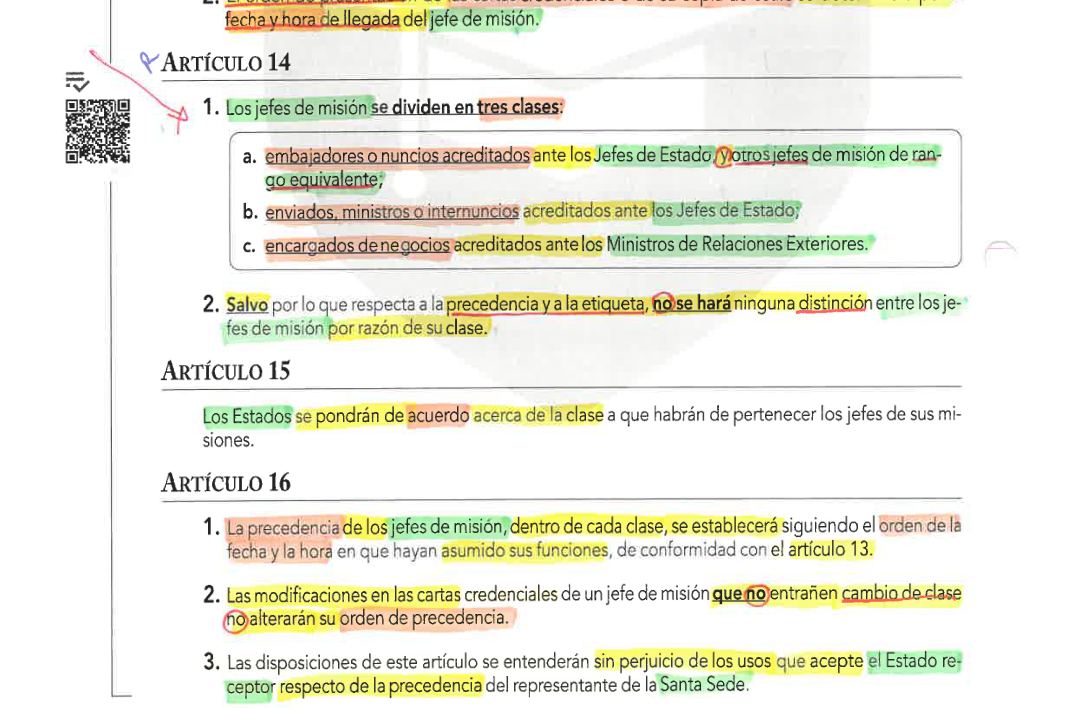 fecha y hora de llegada del jefe de misión.
ARTÍCULO 14
1. Los jefes de misión se dividen en tres clases:
a. embajadores o nuncios acreditados ante los Jefes de Estado, y otros jefes de misión de ran-
go equivalente;
b. enviados, ministros o internuncios acreditados ante los Jefes de Estado;
c. encargados de negocios acreditados ante los Ministros de Relaciones Exteriores.
2. Salvo por lo que respecta a la precedencia y a la etiqueta, no se hará ninguna distinción entre los je-
fes de misión por razón de su clase.
ARTÍCULO 15
Los Estados se pondrán de acuerdo acerca de la clase a que habrán de pertenecer los jefes de sus mi-
siones.
ARTÍCULO 16
1. La precedencia de los jefes de misión, dentro de cada clase, se establecerá siguiendo el orden de la
fecha y la hora en que hayan asumido sus funciones, de conformidad con el artículo 13.
2. Las modificaciones en las cartas credenciales de un jefe de misión que no entrañen cambio de clase
no alterarán su orden de precedencia.
3. Las disposiciones de este artículo se entenderán sin perjuicio de los usos que acepte el Estado re-
ceptor respecto de la precedencia del representante de la Santa Sede.